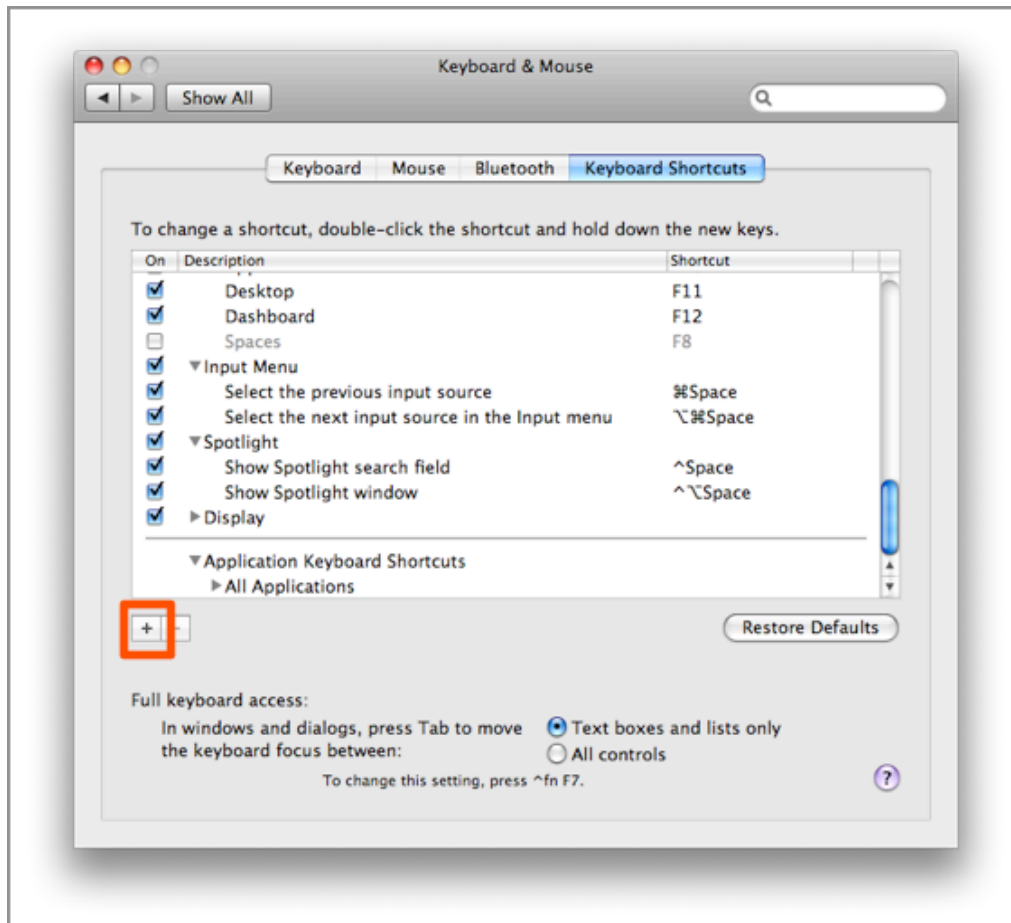 Keyboard & Mouse
Show All
Keyboard Mouse Bluetooth Keyboard Shortcuts
To change a shortcut, double-click the shortcut and hold down the new keys.
On Description Shortcut
Desktop F11
Dashboard F12
Spaces F8
Input Menu
Select the previous input source ⌘Space
Select the next input source in the Input menu ⌥⌘Space
Spotlight
Show Spotlight search field ^Space
Show Spotlight window ^⌥Space
Display
Application Keyboard Shortcuts
All Applications
+ -
Restore Defaults
Full keyboard access:
In windows and dialogs, press Tab to move
the keyboard focus between:
Text boxes and lists only
All controls
To change this setting, press ^fn F7.
?